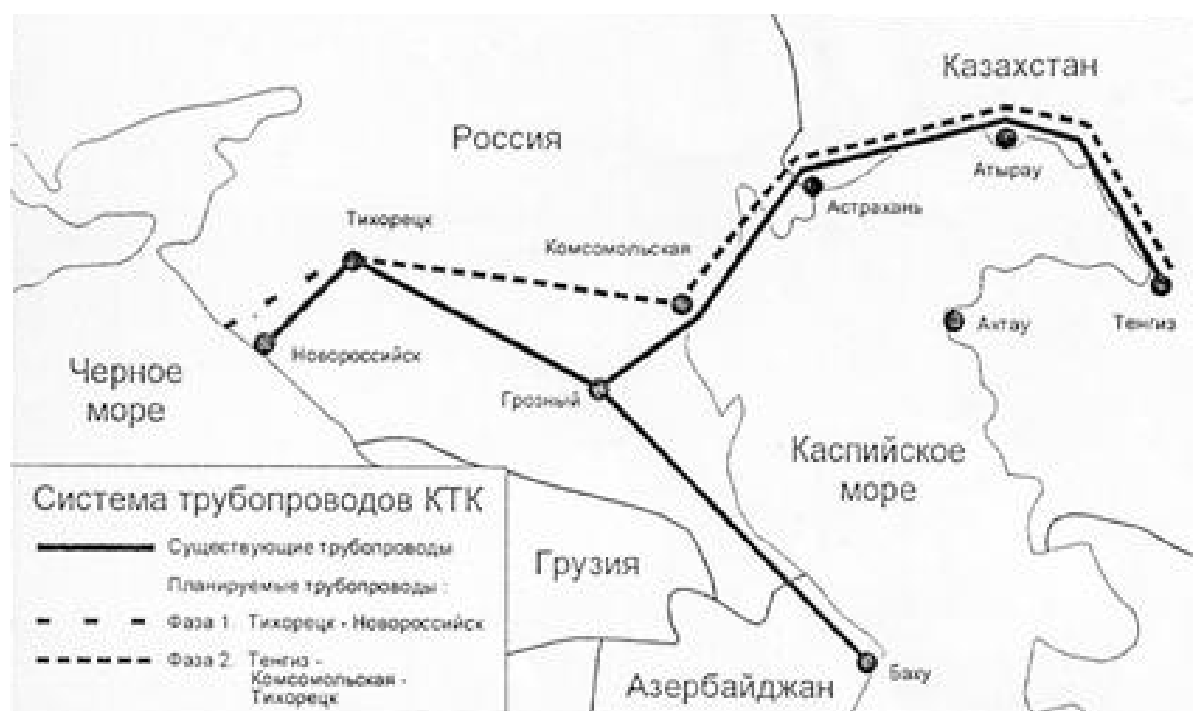 Казахстан
Россия
Атырау
Астрахань
Тихорецк
Комсомольская
Актау
Тенгиз
Новороссийск
Черное
море
Грозный
Каспийское
море
Система трубопроводов КТК
Существующие трубопроводы
Планируемые трубопроводы :
Фаза 1 Тихорецк - Новороссийск
Фаза 2 Тенгиз -
Комсомольская -
Тихорецк
Грузия
Азербайджан
Баку